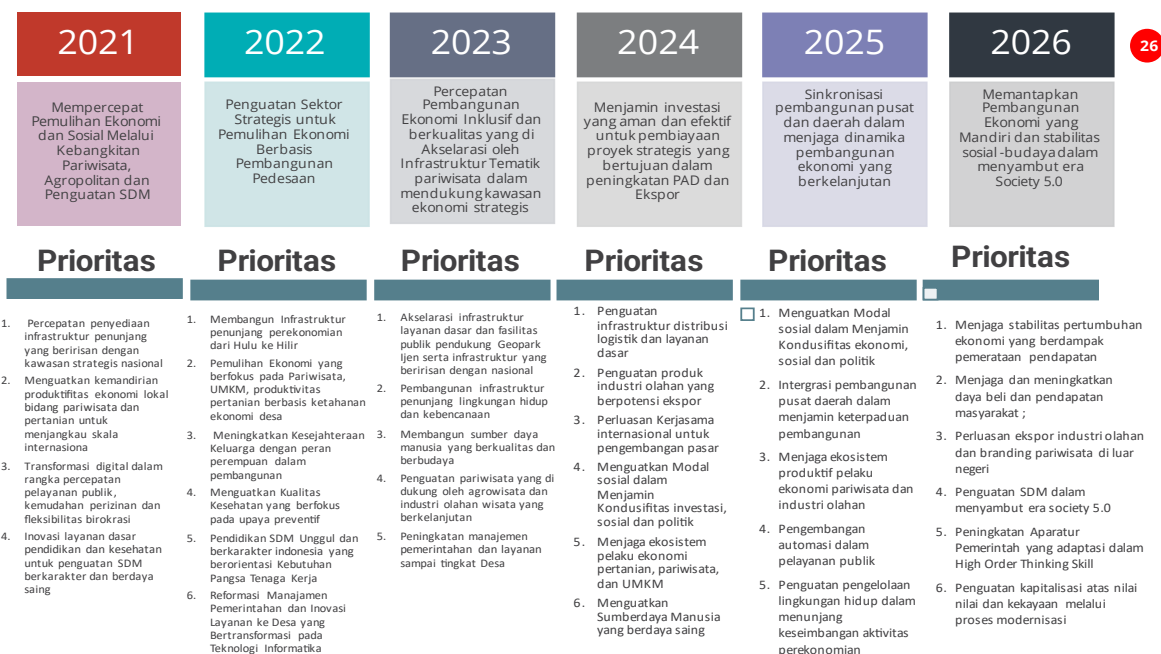 2021
2022
2023
2024
2025
2026
26
Mempercepat
Pemulihan Ekonomi
dan Sosial Melalui
Kebangkitan
Pariwisata,
Agropolitan dan
Penguatan SDM
Penguatan Sektor
Strategis untuk
Pemulihan Ekonomi
Berbasis
Pembangunan
Pedesaan
Percepatan
Pembangunan
Ekonomi Inklusif dan
berkualitas yang di
Akselarasi oleh
Infrastruktur Tematik
pariwisata dalam
mendukung kawasan
ekonomi strategis
Menjamin investasi
yang aman dan efektif
untuk pembiayaan
proyek strategis yang
bertujuan dalam
peningkatan PAD dan
Ekspor
Sinkronisasi
pembangunan pusat
dan daerah dalam
menjaga dinamika
pembangunan
ekonomi yang
berkelanjutan
Memantapkan
Pembangunan
Ekonomi yang
Mandiri dan stabilitas
sosial -budaya dalam
menyambut era
Society 5.0
Prioritas
1. Percepatan penyediaan
infrastruktur penunjang
yang beririsan dengan
kawasan strategis nasional
2. Menguatkan kemandirian
produktifitas ekonomi lokal
bidang pariwisata dan
pertanian untuk
menjangkau skala
internasiona
3. Transformasi digital dalam
rangka percepatan
pelayanan publik,
kemudahan perizinan dan
fleksibilitas birokrasi
4. Inovasi layanan dasar
pendidikan dan kesehatan
untuk penguatan SDM
berkarakter dan berdaya
saing
Prioritas
1. Membangun Infrastruktur
penunjang perekonomian
dari Hulu ke Hilir
2. Pemulihan Ekonomi yang
berfokus pada Pariwisata,
UMKM, produktivitas
pertanian berbasis ketahanan
ekonomi desa
3. Meningkatkan Kesejahteraan
Keluarga dengan peran
perempuan dalam
pembangunan
4. Menguatkan Kualitas
Kesehatan yang berfokus
pada upaya preventif
5. Pendidikan SDM Unggul dan
berkarakter indonesia yang
berorientasi Kebutuhan
Pangsa Tenaga Kerja
6. Reformasi Manajaman
Pemerintahan dan Inovasi
Layanan ke Desa yang
Bertransformasi pada
Teknologi Informatika
Prioritas
1. Akselarasi infrastruktur
layanan dasar dan fasilitas
publik pendukung Geopark
Ijen serta infrastruktur yang
beririsan dengan nasional
2. Pembangunan infrastruktur
penunjang lingkungan hidup
dan kebencanaan
3. Membangun sumber daya
manusia yang berkualitas dan
berbudaya
4. Penguatan pariwisata yang di
dukung oleh agrowisata dan
industri olahan wisata yang
berkelanjutan
5. Peningkatan manajemen
pemerintahan dan layanan
sampai tingkat Desa
Prioritas
1. Penguatan
infrastruktur distribusi
logistik dan layanan
dasar
2. Penguatan produk
industri olahan yang
berpotensi ekspor
3. Perluasan Kerjasama
internasional untuk
pengembangan pasar
4. Menguatkan Modal
sosial dalam
Menjamin
Kondusifitas investasi,
sosial dan politik
5. Menjaga ekosistem
pelaku ekonomi
pertanian, pariwisata,
dan UMKM
6. Menguatkan
Sumberdaya Manusia
yang berdaya saing
Prioritas
1. Menguatkan Modal
sosial dalam Menjamin
Kondusifitas ekonomi,
sosial dan politik
2. Intergrasi pembangunan
pusat daerah dalam
menjamin keterpaduan
pembangunan
3. Menjaga ekosistem
produktif pelaku
ekonomi pariwisata dan
industri olahan
4. Pengembangan
automasi dalam
pelayanan publik
5. Penguatan pengelolaan
lingkungan hidup dalam
menunjang
keseimbangan aktivitas
perekonomian
Prioritas
1. Menjaga stabilitas pertumbuhan
ekonomi yang berdampak
pemerataan pendapatan
2. Menjaga dan meningkatkan
daya beli dan pendapatan
masyarakat ;
3. Perluasan ekspor industri olahan
dan branding pariwisata di luar
negeri
4. Penguatan SDM dalam
menyambut era society 5.0
5. Peningkatan Aparatur
Pemerintah yang adaptasi dalam
High Order Thinking Skill
6. Penguatan kapitalisasi atas nilai
nilai dan kekayaan melalui
proses modernisasi